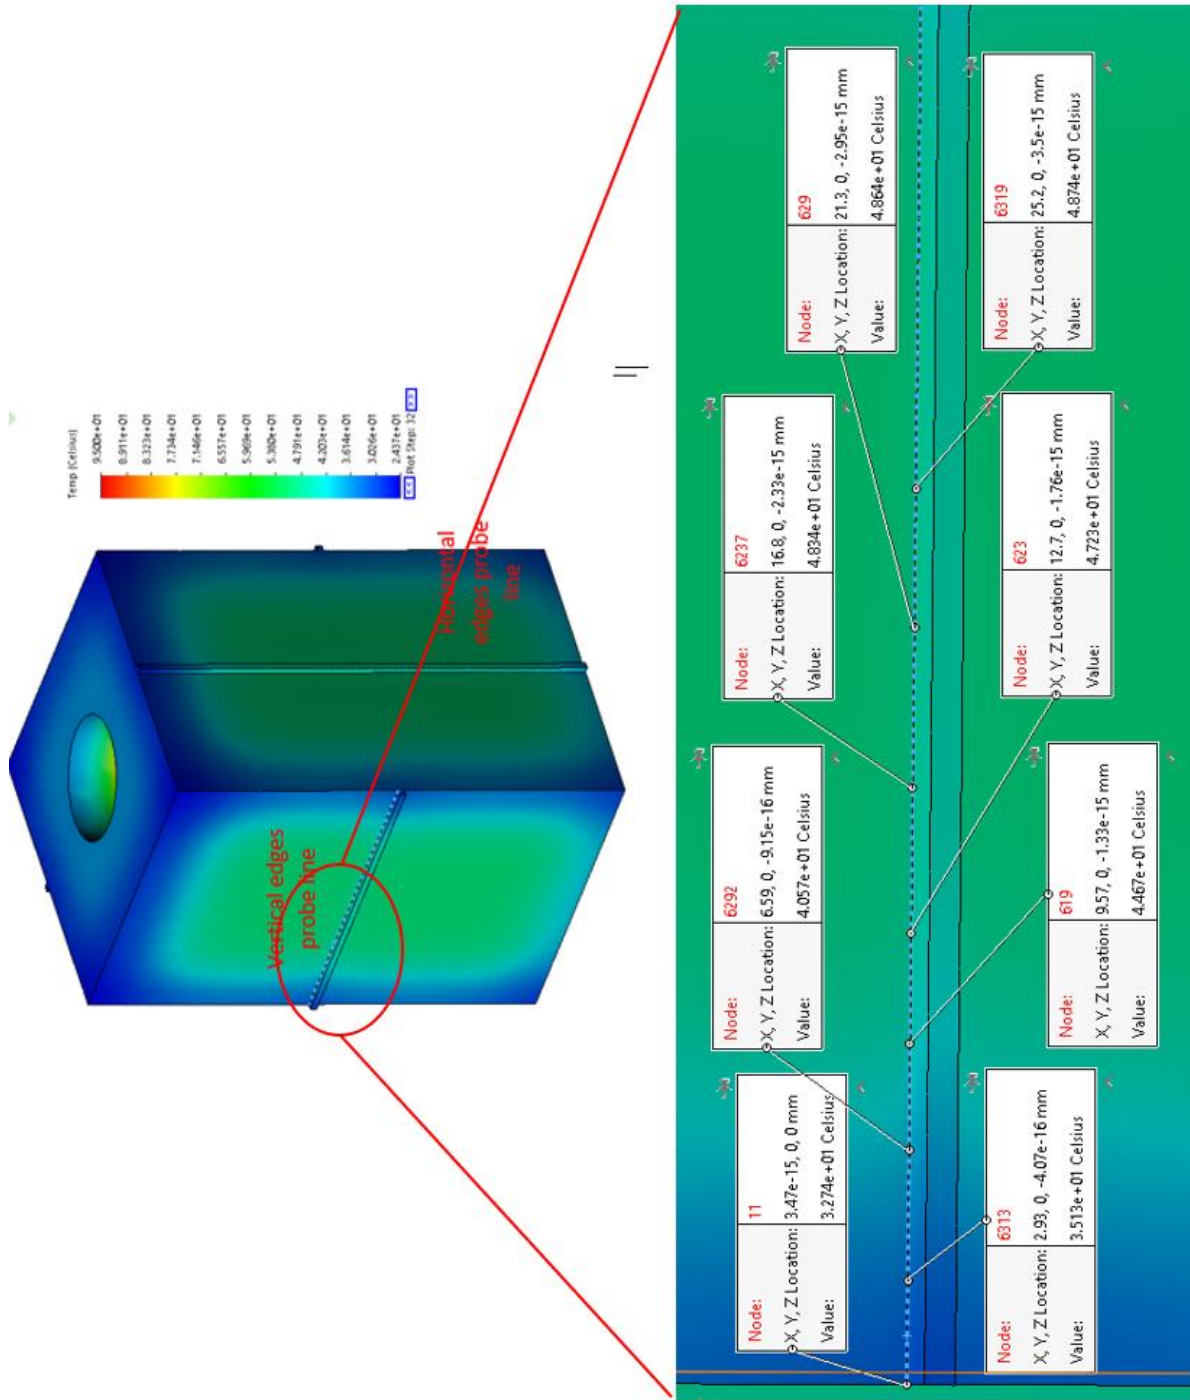 Temp (Celsius)
9.500e+01
8.911e+01
8.323e+01
7.734e+01
7.146e+01
6.557e+01
5.969e+01
5.380e+01
4.791e+01
4.203e+01
3.614e+01
3.026e+01
2.437e+01
<< Plot Step: 32 >>
Vertical edges
probe line
Horizontal
edges probe
line
Node: 11
X, Y, Z Location: 3.47e-15, 0, 0 mm
Value: 3.274e+01 Celsius
Node: 6292
X, Y, Z Location: 6.59, 0, -9.15e-16 mm
Value: 4.057e+01 Celsius
Node: 6237
X, Y, Z Location: 16.8, 0, -2.33e-15 mm
Value: 4.834e+01 Celsius
Node: 629
X, Y, Z Location: 21.3, 0, -2.95e-15 mm
Value: 4.864e+01 Celsius
Node: 6313
X, Y, Z Location: 2.93, 0, -4.07e-16 mm
Value: 3.513e+01 Celsius
Node: 619
X, Y, Z Location: 9.57, 0, -1.33e-15 mm
Value: 4.467e+01 Celsius
Node: 623
X, Y, Z Location: 12.7, 0, -1.76e-15 mm
Value: 4.723e+01 Celsius
Node: 6319
X, Y, Z Location: 25.2, 0, -3.5e-15 mm
Value: 4.874e+01 Celsius